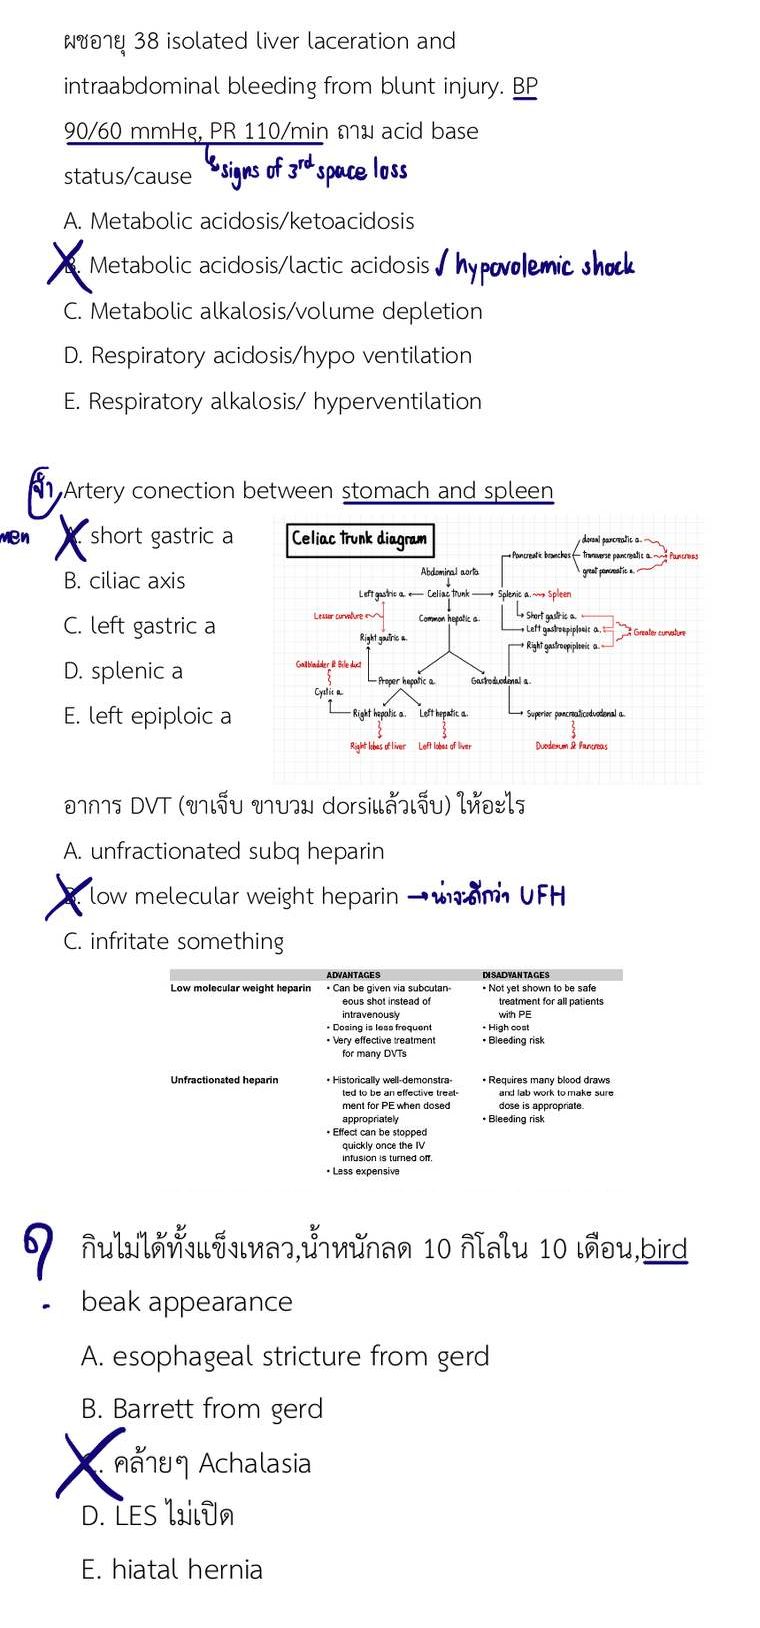 ผชอายุ 38 isolated liver laceration and
intraabdominal bleeding from blunt injury. BP
90/60 mmHg, PR 110/min ถาม acid base
status/cause
signs of 3rd space loss
A. Metabolic acidosis/ketoacidosis
B. Metabolic acidosis/lactic acidosis ✓ hypovolemic shock
C. Metabolic alkalosis/volume depletion
D. Respiratory acidosis/hypo ventilation
E. Respiratory alkalosis/ hyperventilation
Artery conection between stomach and spleen
A. short gastric a
B. ciliac axis
C. left gastric a
D. splenic a
E. left epiploic a
Celiac trunk diagram
Abdominal aorta
Left gastric a. ← Celiac trunk → Splenic a. Spleen
Pancreatic branches
dorsal pancreatic a.
transverse pancreatic a. Pancreas
great pancreatic a.
Short gastric a.
Left gastroepiploic a. Greater curvature
Right gastroepiploic a.
Lesser curvature
Common hepatic a.
Right gastric a.
Gallbladder & Bile duct
Proper hepatic a. Gastroduodenal a.
Cystic a.
Right hepatic a. Left hepatic a. Superior pancreaticoduodenal a.
Right lobes of liver Left lobes of liver Duodenum & Pancreas
อาการ DVT (ขาเจ็บ ขาบวม dorsiแล้วเจ็บ) ให้อะไร
A. unfractionated subq heparin
B. low melecular weight heparin → น่าจะดีกว่า UFH
C. infritate something
ADVANTAGES DISADVANTAGES
Low molecular weight heparin
• Can be given via subcutan-
eous shot instead of
intravenously
• Dosing is less frequent
• Very effective treatment
for many DVTs
• Not yet shown to be safe
treatment for all patients
with PE
• High cost
• Bleeding risk
Unfractionated heparin
• Historically well-demonstra-
ted to be an effective treat-
ment for PE when dosed
appropriately
• Effect can be stopped
quickly once the IV
infusion is turned off.
• Less expensive
• Requires many blood draws
and lab work to make sure
dose is appropriate.
• Bleeding risk
กินไม่ได้ทั้งแข็งเหลว,น้ำหนักลด 10 กิโลใน 10 เดือน,bird
beak appearance
A. esophageal stricture from gerd
B. Barrett from gerd
C. คล้ายๆ Achalasia
D. LES ไม่เปิด
E. hiatal hernia